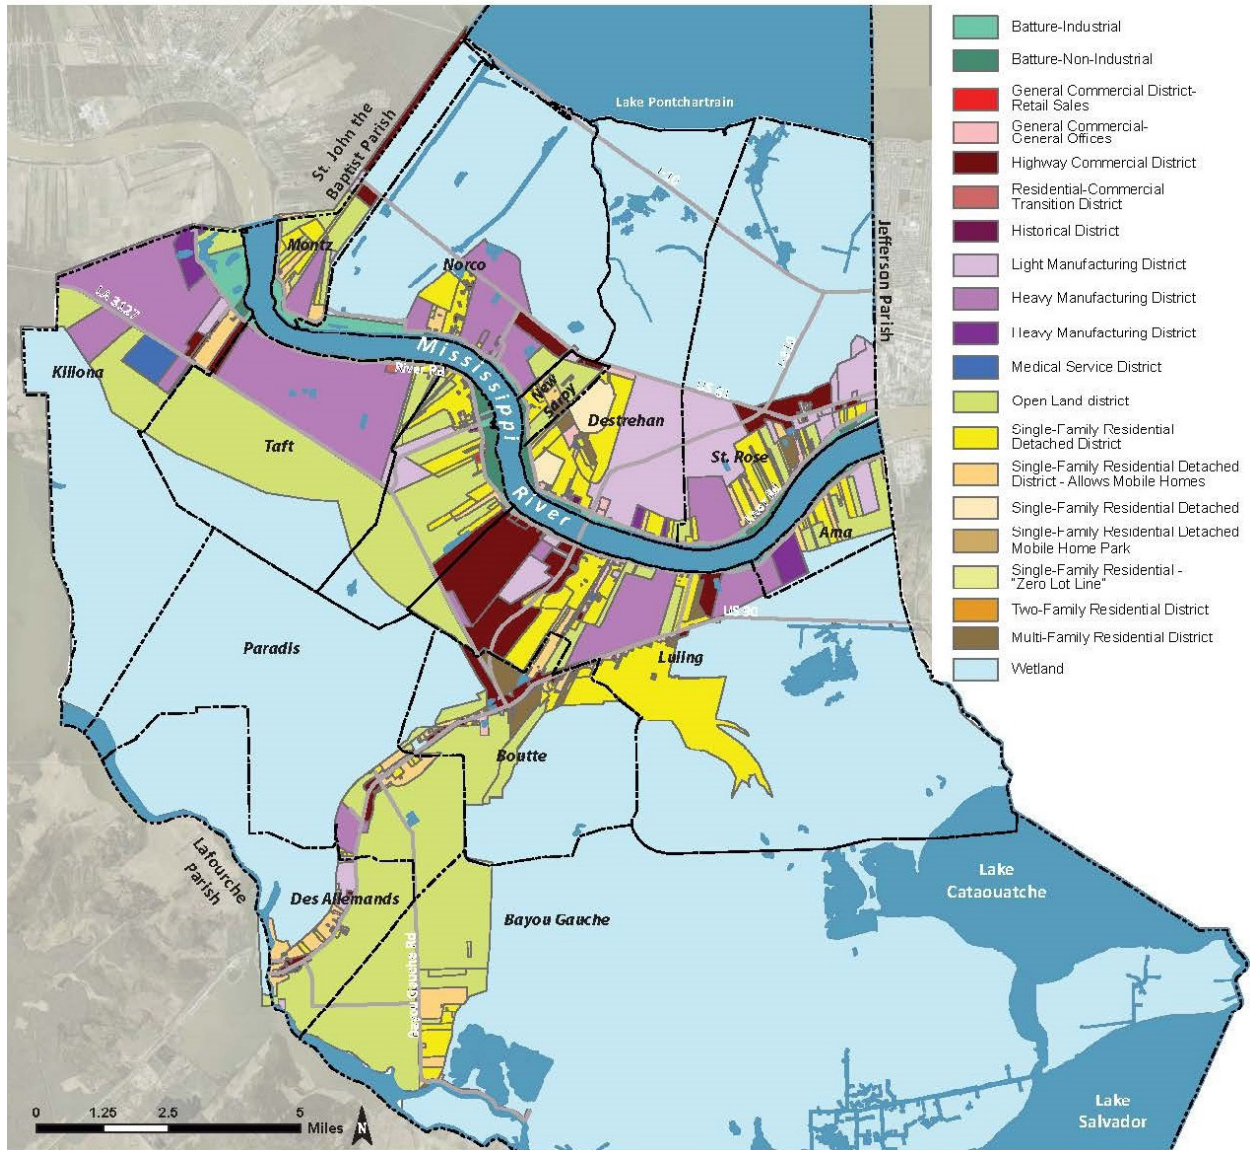 Lake Pontchartrain
St. John the
Baptist Parish
Jefferson Parish
Montz
Norco
LA 3127
Killona
Mississippi
River
River Rd
New
Sarpy
Destrehan
Taft
St. Rose
Ama
US 90
Paradis
Luling
Boutte
Lafourche
Parish
Des Allemands
Bayou Gauche
Bayou Gauche Rd
Lake
Cataouatche
Lake
Salvador
0 1.25 2.5 5
Miles
N
Batture-Industrial
Batture-Non-Industrial
General Commercial District-
Retail Sales
General Commercial-
General Offices
Highway Commercial District
Residential-Commercial
Transition District
Historical District
Light Manufacturing District
Heavy Manufacturing District
Heavy Manufacturing District
Medical Service District
Open Land district
Single-Family Residential
Detached District
Single-Family Residential Detached
District - Allows Mobile Homes
Single-Family Residential Detached
Single-Family Residential Detached
Mobile Home Park
Single-Family Residential -
"Zero Lot Line"
Two-Family Residential District
Multi-Family Residential District
Wetland